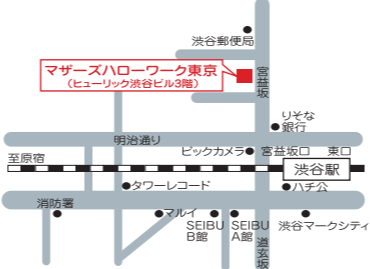 渋谷郵便局
マザーズハローワーク東京
(ヒューリック渋谷ビル3階)
宮益坂
りそな
銀行
明治通り
ビックカメラ
宮益坂口
東口
至原宿
渋谷駅
タワーレコード
ハチ公
消防署
マルイ
SEIBU
B館
SEIBU
A館
渋谷マークシティ
道玄坂